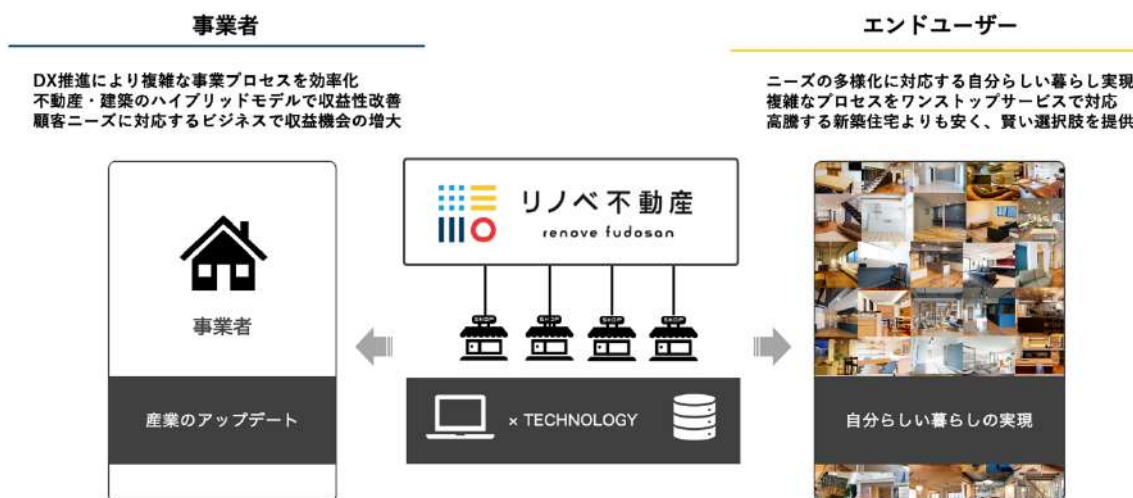 事業者
DX推進により複雑な事業プロセスを効率化
不動産・建築のハイブリッドモデルで収益性改善
顧客ニーズに対応するビジネスで収益機会の増大
事業者
産業のアップデート
リノベ不動産
renove fudosan
SHOP
SHOP
SHOP
SHOP
× TECHNOLOGY
エンドユーザー
ニーズの多様化に対応する自分らしい暮らし実現
複雑なプロセスをワンストップサービスで対応
高騰する新築住宅よりも安く、賢い選択肢を提供
自分らしい暮らしの実現